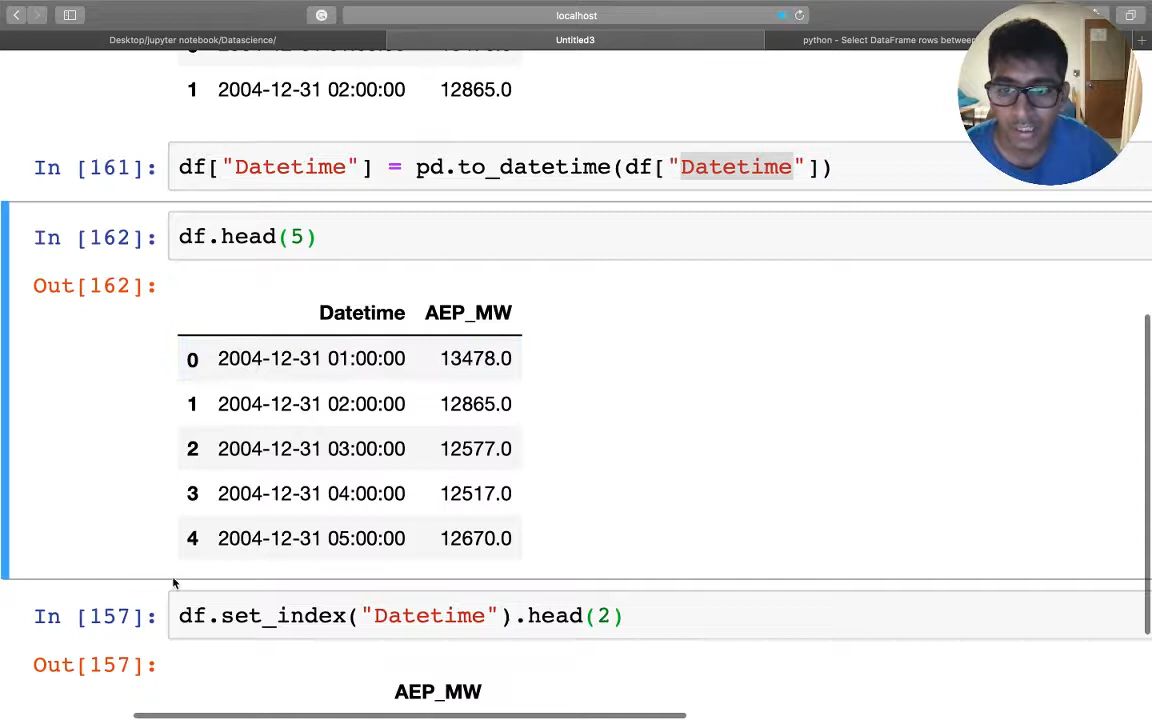 localhost
Desktop/jupyter notebook/Datascience/
Untitled3
python - Select DataFrame rows between
1 2004-12-31 02:00:00 12865.0
In [161]: df["Datetime"] = pd.to_datetime(df["Datetime"])
In [162]: df.head(5)
Out[162]:
Datetime AEP_MW
0 2004-12-31 01:00:00 13478.0
1 2004-12-31 02:00:00 12865.0
2 2004-12-31 03:00:00 12577.0
3 2004-12-31 04:00:00 12517.0
4 2004-12-31 05:00:00 12670.0
In [157]: df.set_index("Datetime").head(2)
Out[157]:
AEP_MW